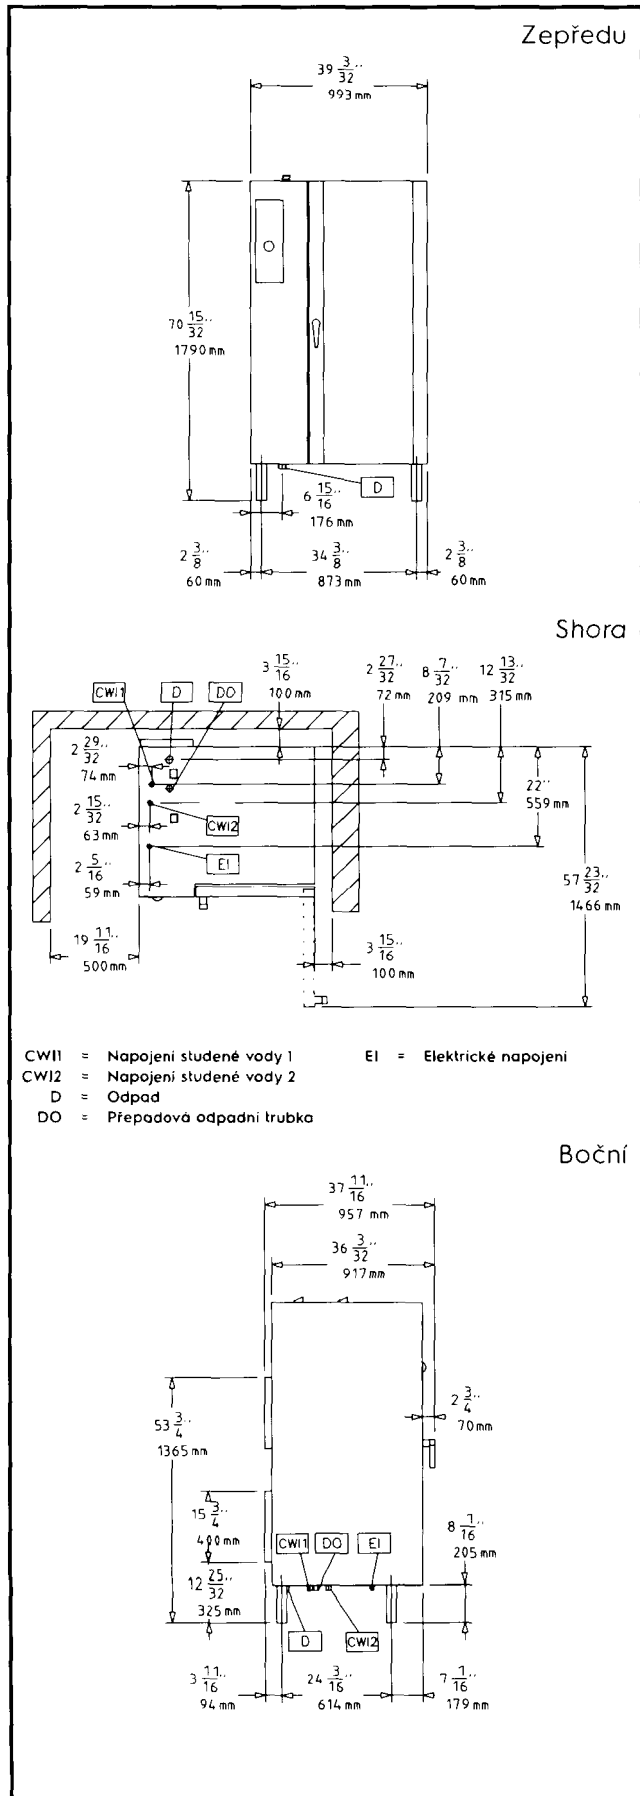 Zepředu
39 3/32"
993 mm
70 15/32"
1790 mm
6 15/16"
176 mm
D
2 3/8"
60 mm
34 3/8"
873 mm
2 3/8"
60 mm
Shora
3 15/16"
100 mm
2 27/32"
72 mm
8 7/32"
209 mm
12 13/32"
315 mm
CWI1
D
DO
2 29/32"
74 mm
2 15/32"
63 mm
CWI2
22"
559 mm
2 5/16"
59 mm
EI
57 23/32"
1466 mm
19 11/16"
500 mm
3 15/16"
100 mm
CWI1 = Napojení studené vody 1
EI = Elektrické napojení
CWI2 = Napojení studené vody 2
D = Odpad
DO = Přepadová odpadní trubka
Boční
37 11/16"
957 mm
36 3/32"
917 mm
2 3/4"
70 mm
53 3/4"
1365 mm
15 3/4"
400 mm
CWI1
DO
EI
8 1/16"
205 mm
12 25/32"
325 mm
D
CWI2
3 11/16"
94 mm
24 3/16"
614 mm
7 1/16"
179 mm